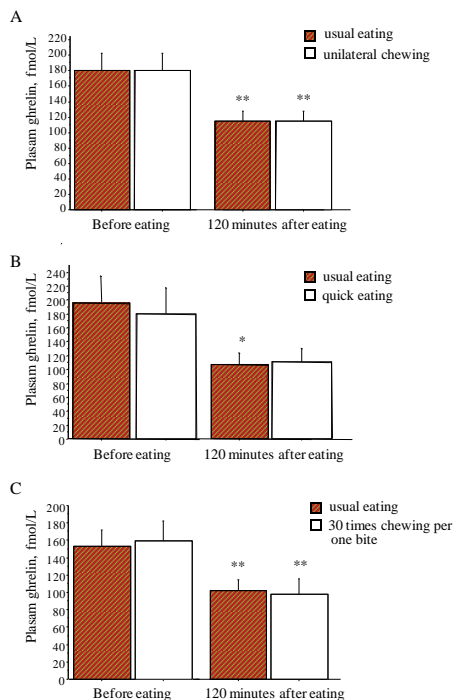 A
usual eating
unilateral chewing
Plasam ghrelin, fmol/L
220
200
180
160
140
120
100
80
60
40
20
0
**
**
Before eating
120 minutes after eating
B
usual eating
quick eating
Plasam ghrelin, fmol/L
240
220
200
180
160
140
120
100
80
60
40
20
0
*
Before eating
120 minutes after eating
C
usual eating
30 times chewing per
one bite
Plasam ghrelin, fmol/L
200
180
160
140
120
100
80
60
40
20
0
**
**
Before eating
120 minutes after eating